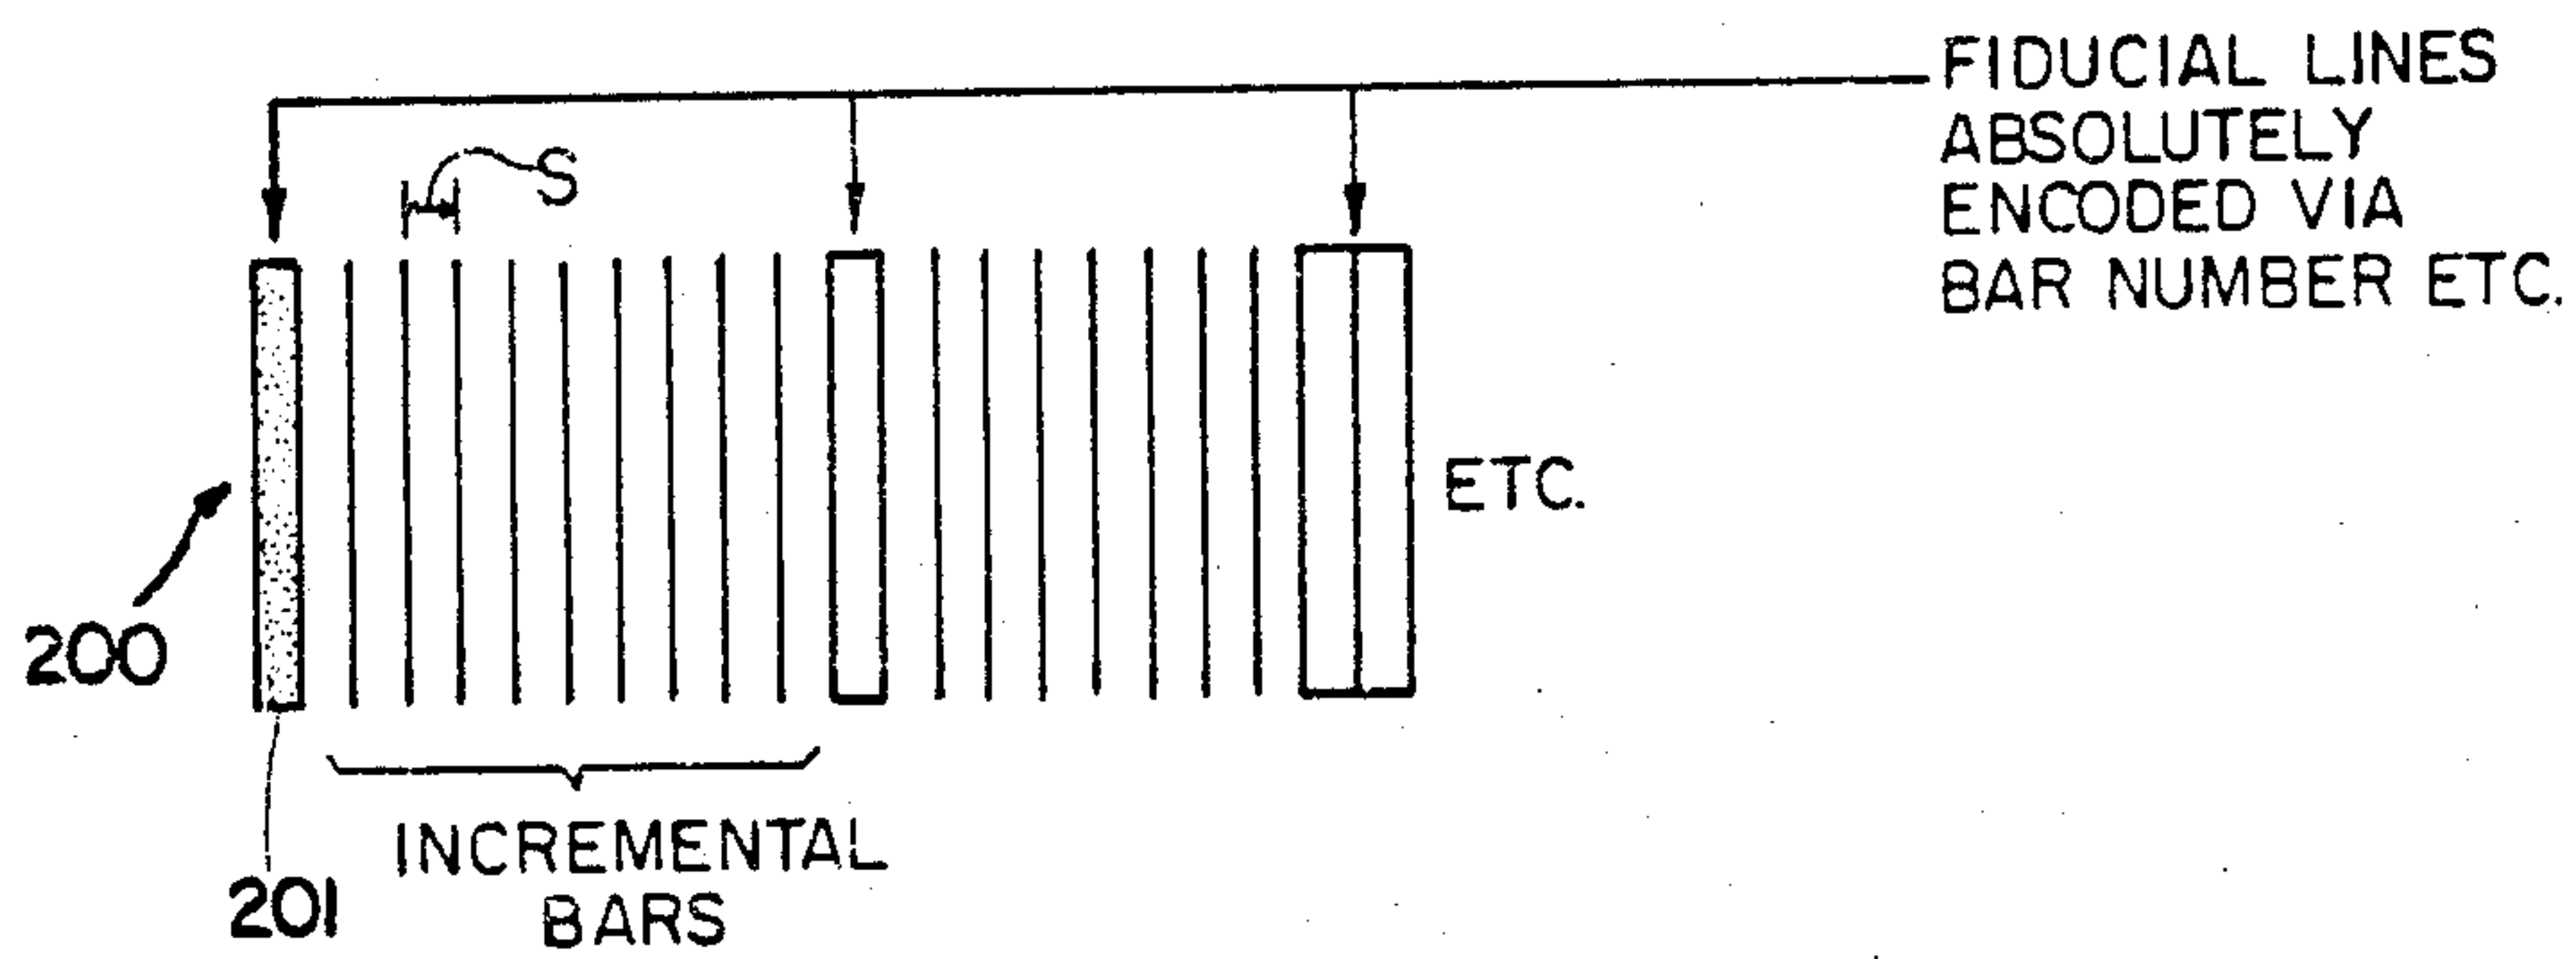 FIDUCIAL LINES
ABSOLUTELY
ENCODED VIA
BAR NUMBER ETC.
S
ETC.
200
INCREMENTAL
BARS
201